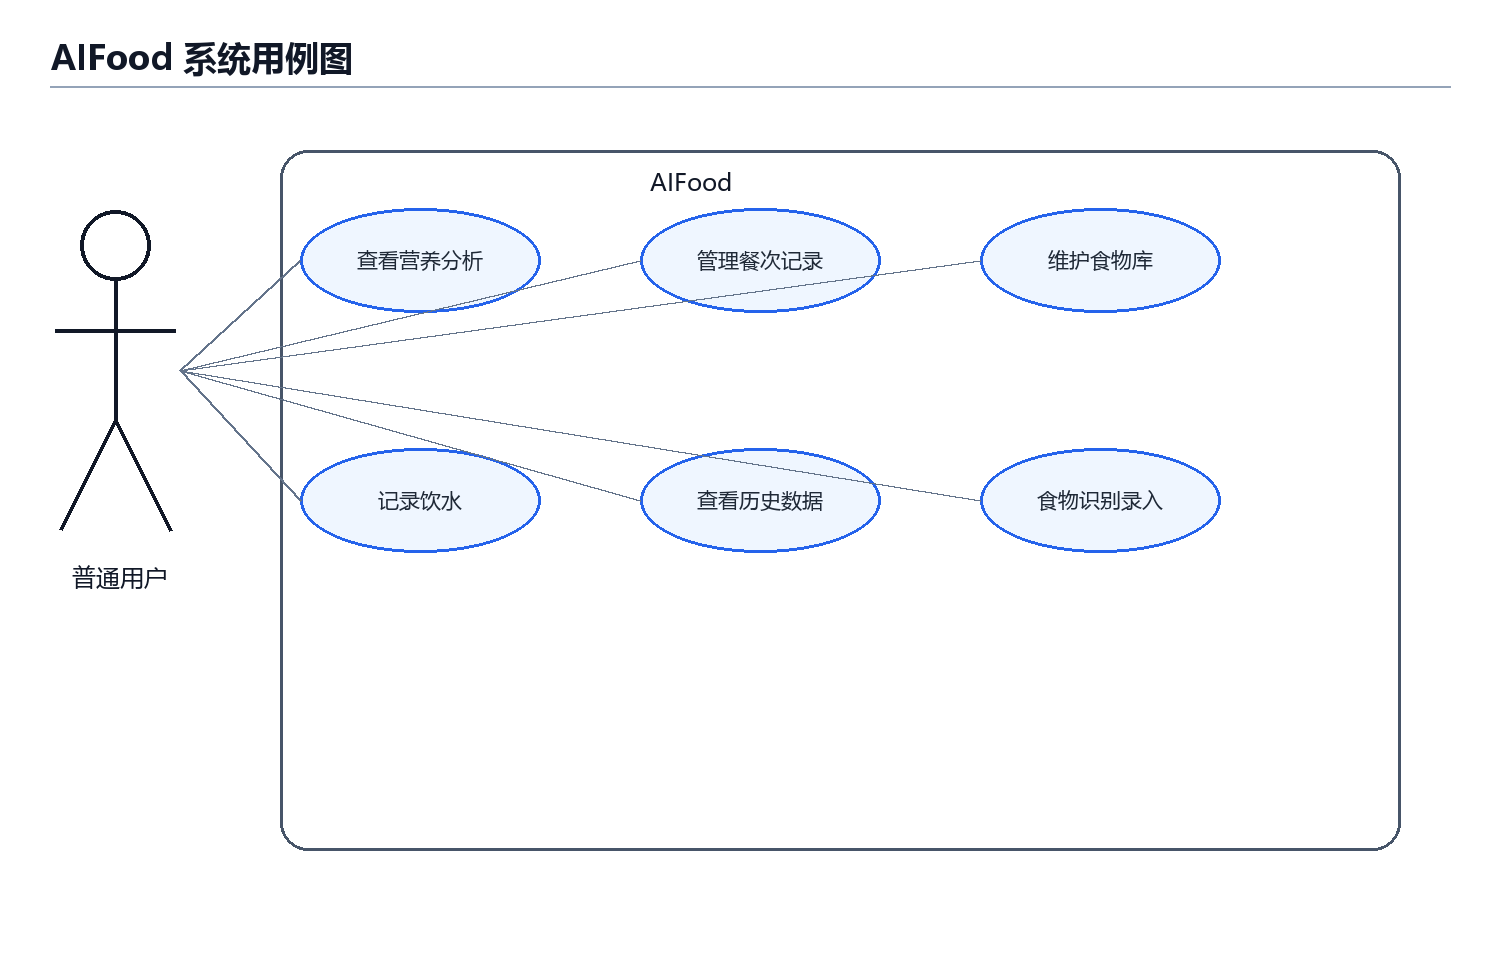 AIFood 系统用例图
AIFood
查看营养分析
管理餐次记录
维护食物库
记录饮水
查看历史数据
食物识别录入
普通用户